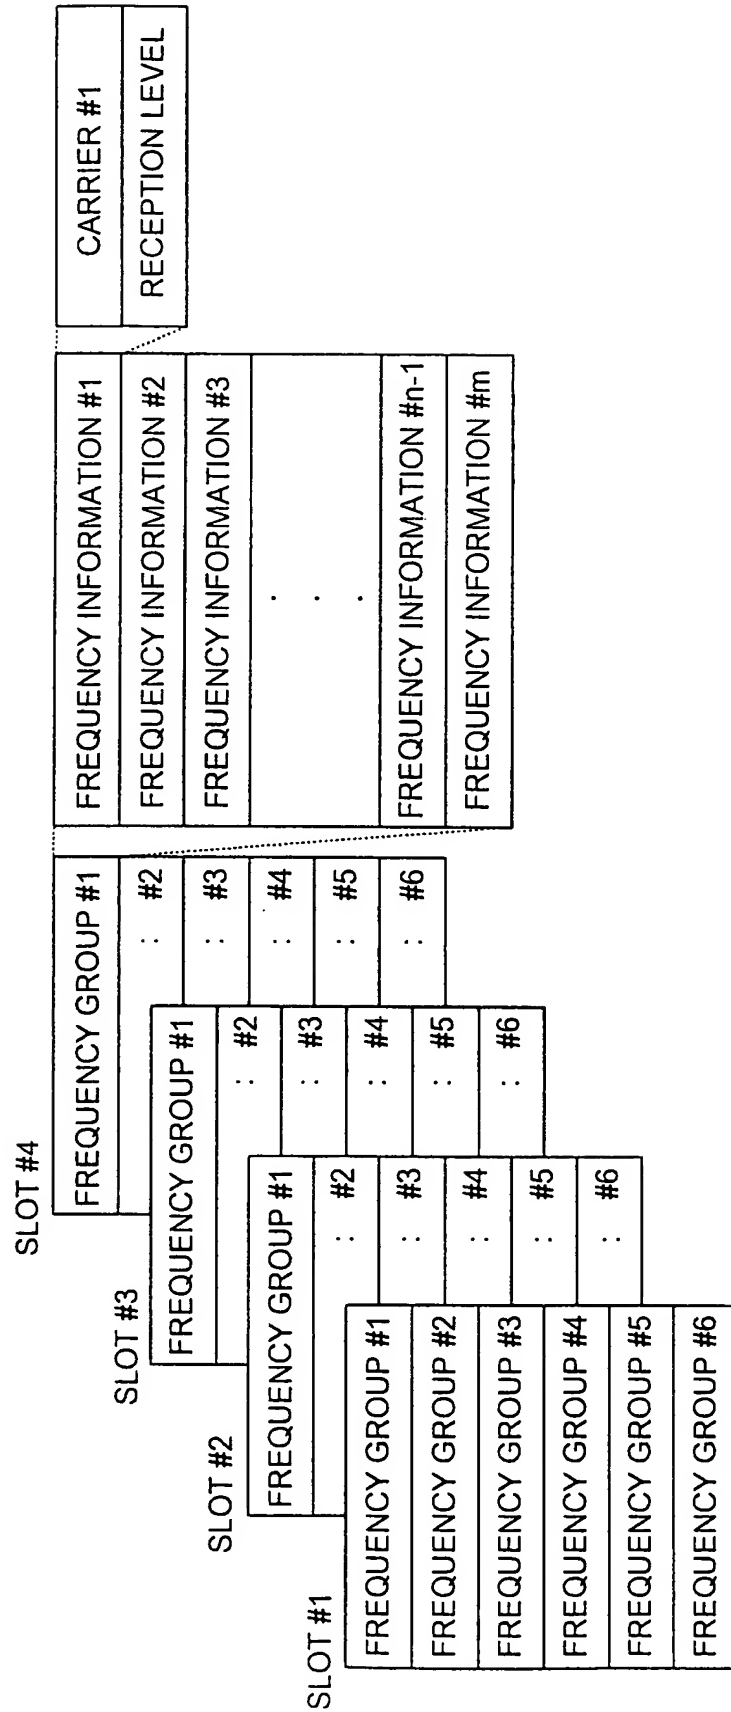 SLOT #1
FREQUENCY GROUP #1
FREQUENCY GROUP #2
FREQUENCY GROUP #3
FREQUENCY GROUP #4
FREQUENCY GROUP #5
FREQUENCY GROUP #6
SLOT #2
FREQUENCY GROUP #1
: #2
: #3
: #4
: #5
: #6
SLOT #3
FREQUENCY GROUP #1
: #2
: #3
: #4
: #5
: #6
SLOT #4
FREQUENCY GROUP #1
: #2
: #3
: #4
: #5
: #6
FREQUENCY INFORMATION #1
FREQUENCY INFORMATION #2
FREQUENCY INFORMATION #3
.
.
.
FREQUENCY INFORMATION #n-1
FREQUENCY INFORMATION #m
CARRIER #1
RECEPTION LEVEL